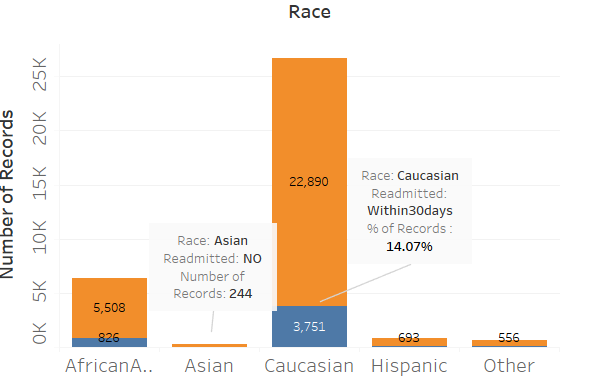 Race
Number of Records
25K
20K
15K
10K
5K
0K
22,890
3,751
5,508
826
693
556
Race: Asian
Readmitted: NO
Number of
Records: 244
Race: Caucasian
Readmitted:
Within30days
% of Records :
14.07%
AfricanA..
Asian
Caucasian
Hispanic
Other